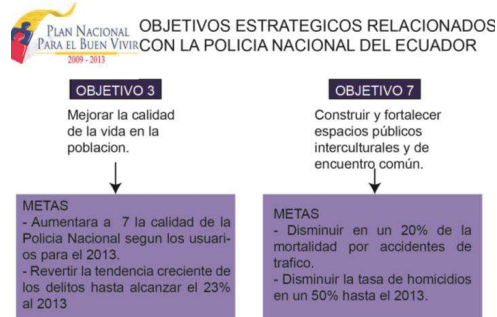 PLAN NACIONAL
PARA EL BUEN VIVIR
2009 - 2013
OBJETIVOS ESTRATEGICOS RELACIONADOS
CON LA POLICIA NACIONAL DEL ECUADOR
OBJETIVO 3
Mejorar la calidad
de la vida en la
poblacion.
METAS
- Aumentara a 7 la calidad de la
Policia Nacional segun los usuari-
os para el 2013.
- Revertir la tendencia creciente de
los delitos hasta alcanzar el 23%
al 2013
OBJETIVO 7
Construir y fortalecer
espacios públicos
interculturales y de
encuentro común.
METAS
- Disminuir en un 20% de la
mortalidad por accidentes de
trafico.
- Disminuir la tasa de homicidios
en un 50% hasta el 2013.